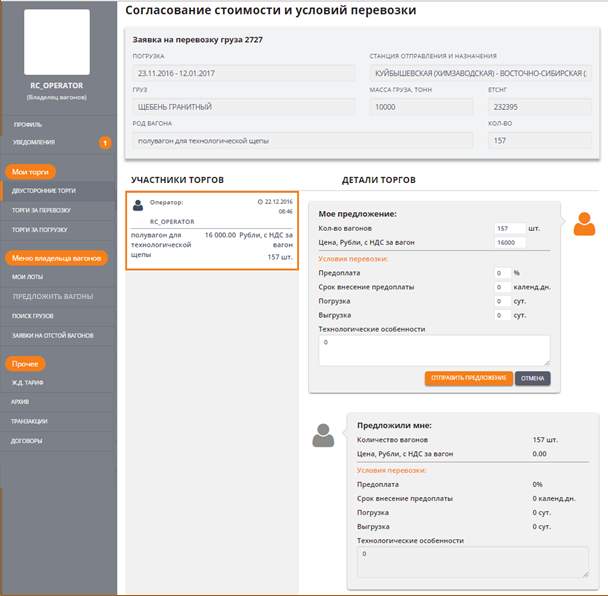 RC_OPERATOR
(Владелец вагонов)
ПРОФИЛЬ
УВЕДОМЛЕНИЯ 1
Мои торги
ДВУСТОРОННИЕ ТОРГИ
ТОРГИ ЗА ПЕРЕВОЗКУ
ТОРГИ ЗА ПОГРУЗКУ
Меню владельца вагонов
МОИ ЛОТЫ
ПРЕДЛОЖИТЬ ВАГОНЫ
ПОИСК ГРУЗОВ
ЗАЯВКИ НА ОТСТОЙ ВАГОНОВ
Прочее
Ж.Д. ТАРИФ
АРХИВ
ТРАНЗАКЦИИ
ДОГОВОРЫ
Согласование стоимости и условий перевозки
Заявка на перевозку груза 2727
ПОГРУЗКА СТАНЦИЯ ОТПРАВЛЕНИЯ И НАЗНАЧЕНИЯ
23.11.2016 - 12.01.2017 КУЙБЫШЕВСКАЯ (ХИМЗАВОДСКАЯ) - ВОСТОЧНО-СИБИРСКАЯ (
ГРУЗ МАССА ГРУЗА, ТОНН ЕТСНГ
ЩЕБЕНЬ ГРАНИТНЫЙ 10000 232395
РОД ВАГОНА КОЛ-ВО
полувагон для технологической щепы 157
УЧАСТНИКИ ТОРГОВ
Оператор: 22.12.2016
08:46
RC_OPERATOR
полувагон для 16 000.00 Рубли, с НДС за
технологической вагон
щепы 157 шт.
ДЕТАЛИ ТОРГОВ
Мое предложение:
Кол-во вагонов 157 шт.
Цена, Рубли, с НДС за вагон 16000
Условия перевозки:
Предоплата 0 %
Срок внесение предоплаты 0 календ.дн.
Погрузка 0 сут.
Выгрузка 0 сут.
Технологические особенности
0
ОТПРАВИТЬ ПРЕДЛОЖЕНИЕ ОТМЕНА
Предложили мне:
Количество вагонов 157 шт.
Цена, Рубли, с НДС за вагон 0.00
Условия перевозки:
Предоплата 0%
Срок внесение предоплаты 0 календ.дн.
Погрузка 0 сут.
Выгрузка 0 сут.
Технологические особенности
0